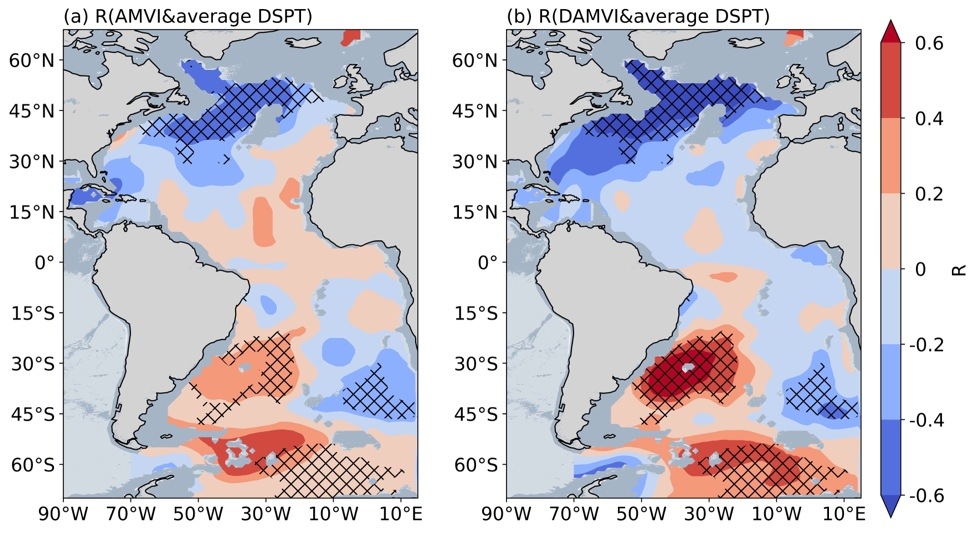 (a) R(AMVI&average DSPT)
(b) R(DAMVI&average DSPT)
60°N
45°N
30°N
15°N
0°
15°S
30°S
45°S
60°S
90°W 70°W 50°W 30°W 10°W 10°E
60°N
45°N
30°N
15°N
0°
15°S
30°S
45°S
60°S
90°W 70°W 50°W 30°W 10°W 10°E
0.6
0.4
0.2
0
-0.2
-0.4
-0.6
R